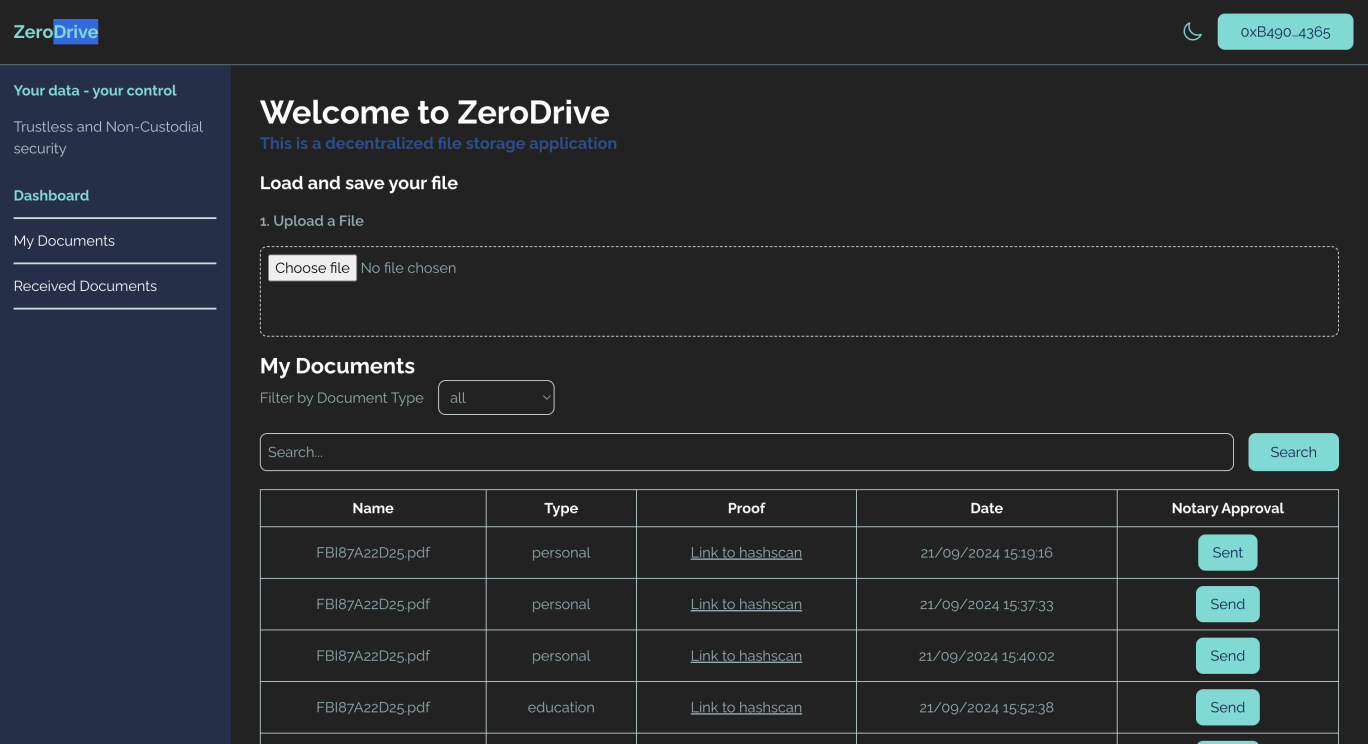 ZeroDrive
0xB490...4365
Your data - your control
Trustless and Non-Custodial
security
Dashboard
My Documents
Received Documents
Welcome to ZeroDrive
This is a decentralized file storage application
Load and save your file
1. Upload a File
Choose file No file chosen
My Documents
Filter by Document Type all
Search... Search
Name Type Proof Date Notary Approval
FBI87A22D25.pdf personal Link to hashscan 21/09/2024 15:19:16 Sent
FBI87A22D25.pdf personal Link to hashscan 21/09/2024 15:37:33 Send
FBI87A22D25.pdf personal Link to hashscan 21/09/2024 15:40:02 Send
FBI87A22D25.pdf education Link to hashscan 21/09/2024 15:52:38 Send